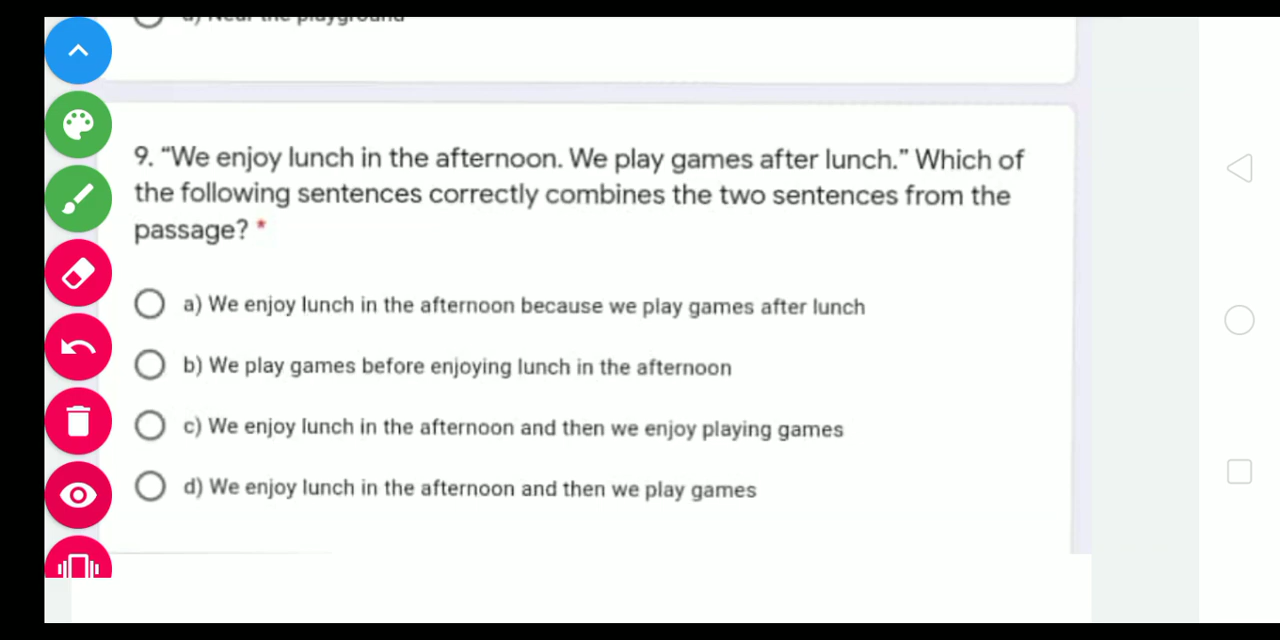 d) Near the playground
9. “We enjoy lunch in the afternoon. We play games after lunch.” Which of
the following sentences correctly combines the two sentences from the
passage? *
a) We enjoy lunch in the afternoon because we play games after lunch
b) We play games before enjoying lunch in the afternoon
c) We enjoy lunch in the afternoon and then we enjoy playing games
d) We enjoy lunch in the afternoon and then we play games